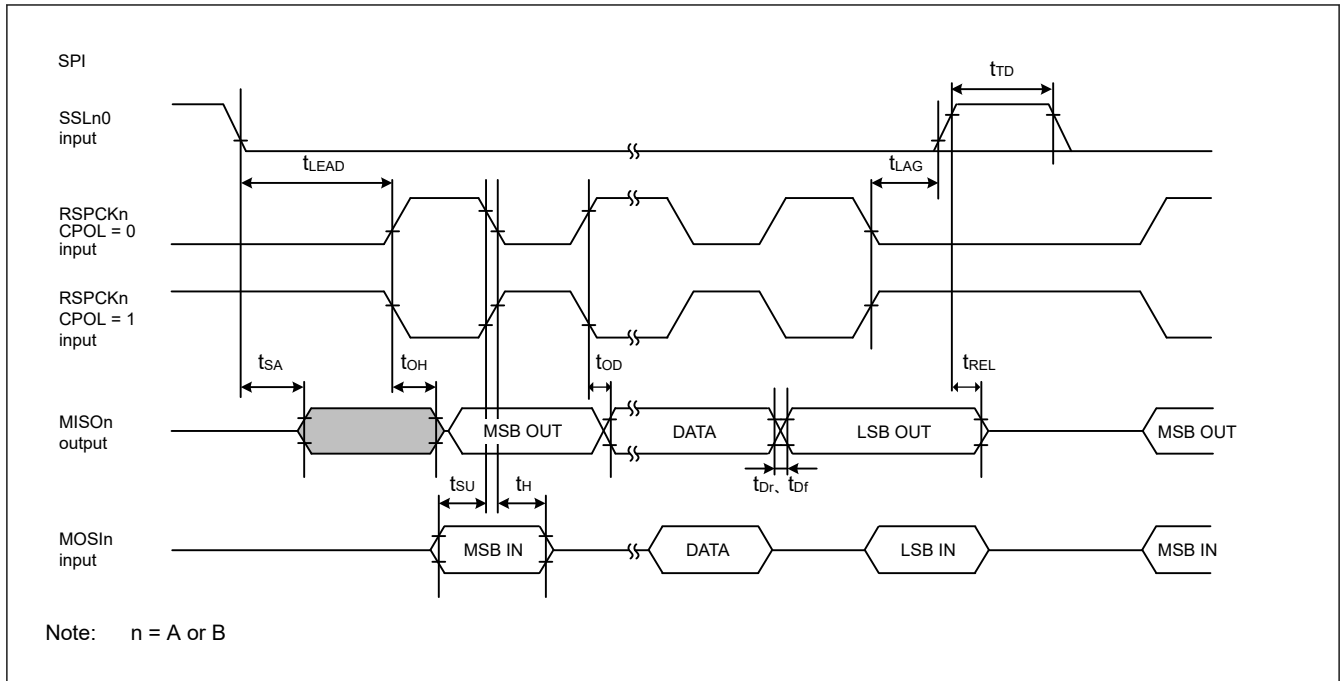 SPI
tTD
SSLn0
input
tLEAD
tLAG
RSPCKn
CPOL = 0
input
RSPCKn
CPOL = 1
input
tSA
tOH
tOD
tREL
MISOn
output
MSB OUT
DATA
LSB OUT
MSB OUT
tSU
tH
tDr、tDf
MOSIn
input
MSB IN
DATA
LSB IN
MSB IN
Note: n = A or B